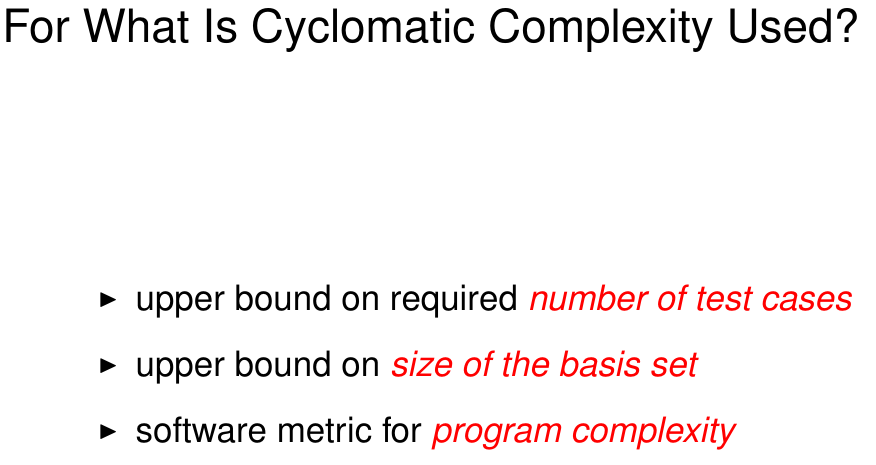 For What Is Cyclomatic Complexity Used?
▶ upper bound on required number of test cases
▶ upper bound on size of the basis set
▶ software metric for program complexity